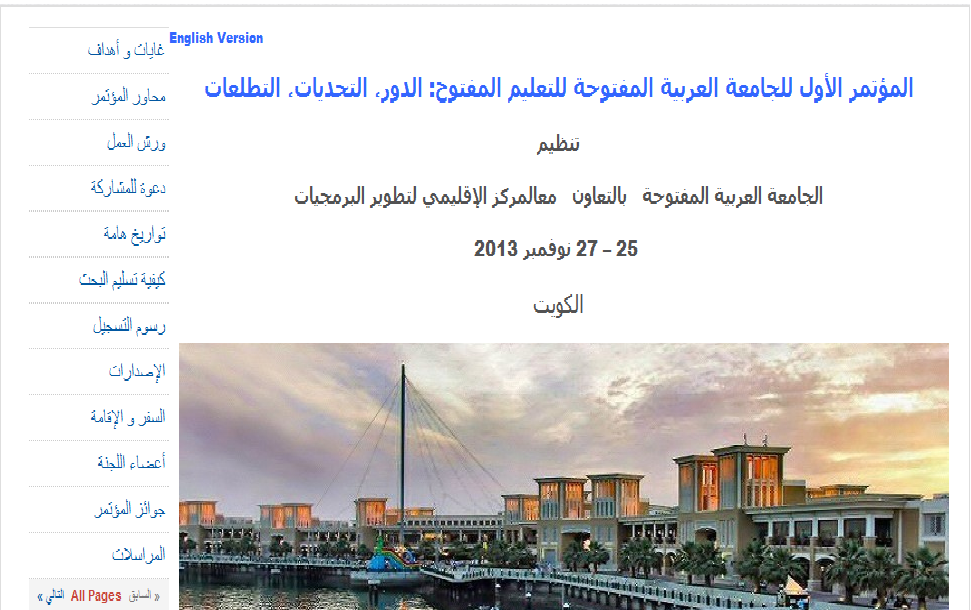 English Version
المؤتمر الأول للجامعة العربية المفتوحة للتعليم المفتوح: الدور، التحديات، التطلعات
تنظيم
الجامعة العربية المفتوحة بالتعاون معالمركز الإقليمي لتطوير البرمجيات
25 – 27 نوفمبر 2013
الكويت
غايات و أهداف
محاور المؤتمر
ورش العمل
دعوة للمشاركة
تواريخ هامة
كيفية تسليم البحث
رسوم التسجيل
الإصدارات
السفر و الإقامة
أعضاء اللجنة
جوائز المؤتمر
المراسلات
« السابق All Pages التالي »